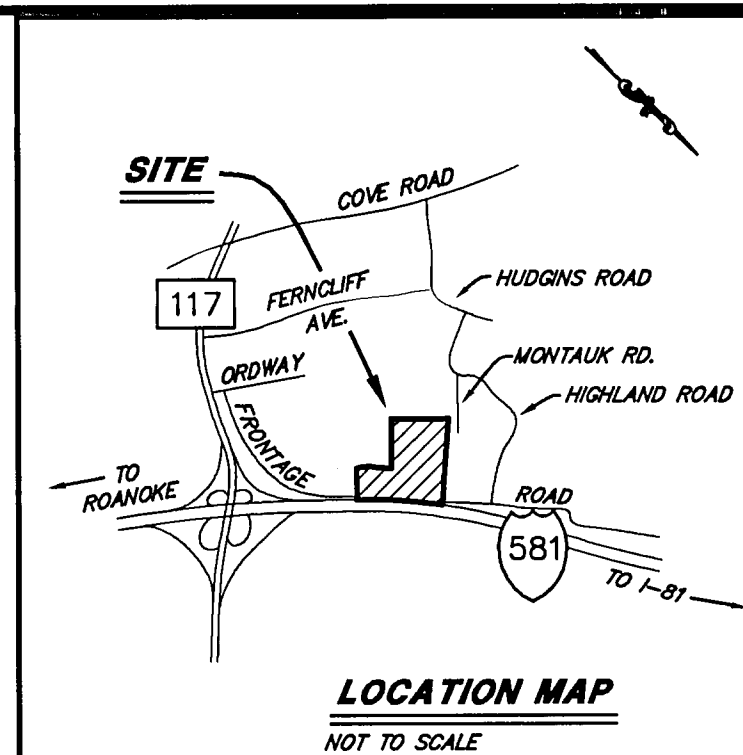 SITE
COVE ROAD
117
FERNCLIFF
AVE.
HUDGINS ROAD
ORDWAY
MONTAUK RD.
HIGHLAND ROAD
FRONTAGE
TO
ROANOKE
ROAD
581
TO I-81
LOCATION MAP
NOT TO SCALE